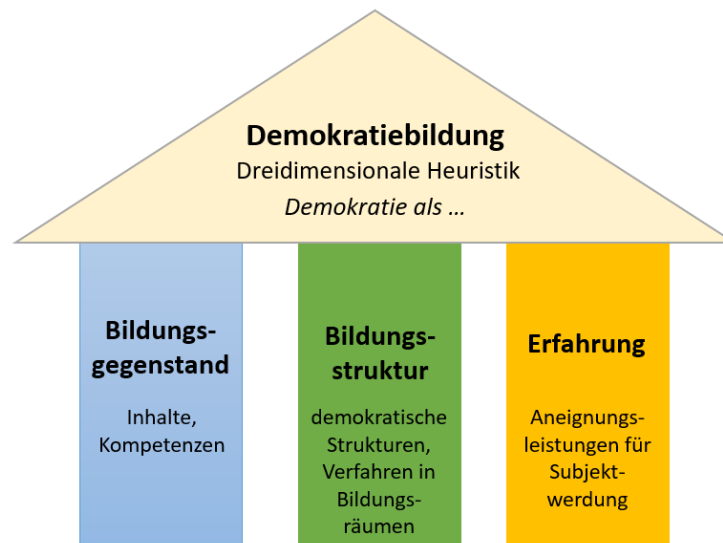 Demokratiebildung
Dreidimensionale Heuristik
Demokratie als ...
Bildungs-
gegenstand
Inhalte,
Kompetenzen
Bildungs-
struktur
demokratische
Strukturen,
Verfahren in
Bildungs-
räumen
Erfahrung
Aneignungs-
leistungen für
Subjekt-
werdung